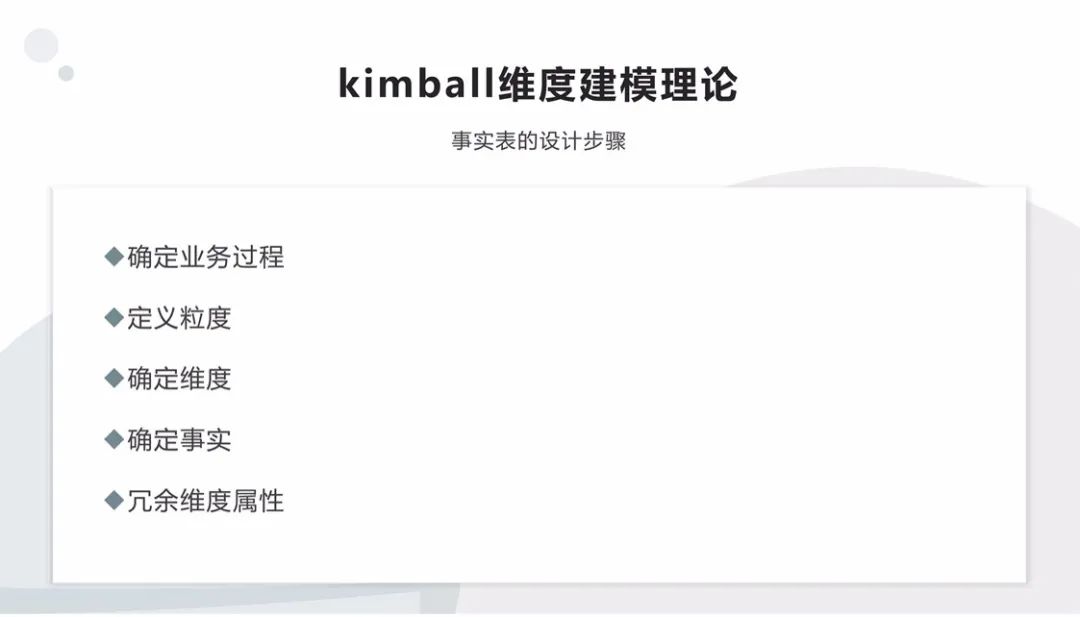 kimball维度建模理论
事实表的设计步骤
◆确定业务过程
◆定义粒度
◆确定维度
◆确定事实
◆冗余维度属性